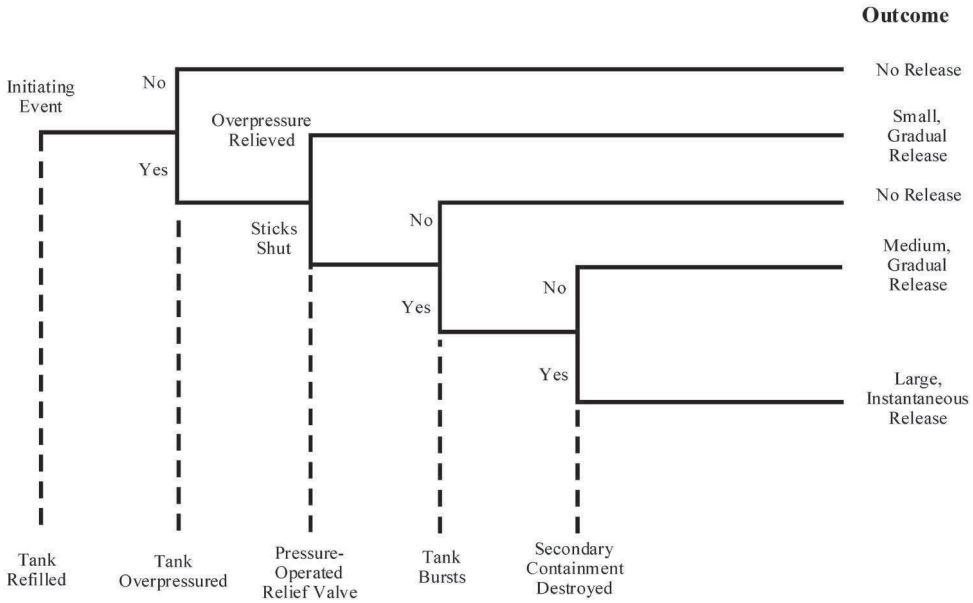 Outcome
No Release
No
Initiating
Event
Overpressure
Relieved
Small,
Gradual
Release
Yes
No Release
No
Sticks
Shut
Medium,
Gradual
Release
No
Yes
Yes
Large,
Instantaneous
Release
Tank
Refilled
Tank
Overpressured
Pressure-
Operated
Relief Valve
Tank
Bursts
Secondary
Containment
Destroyed